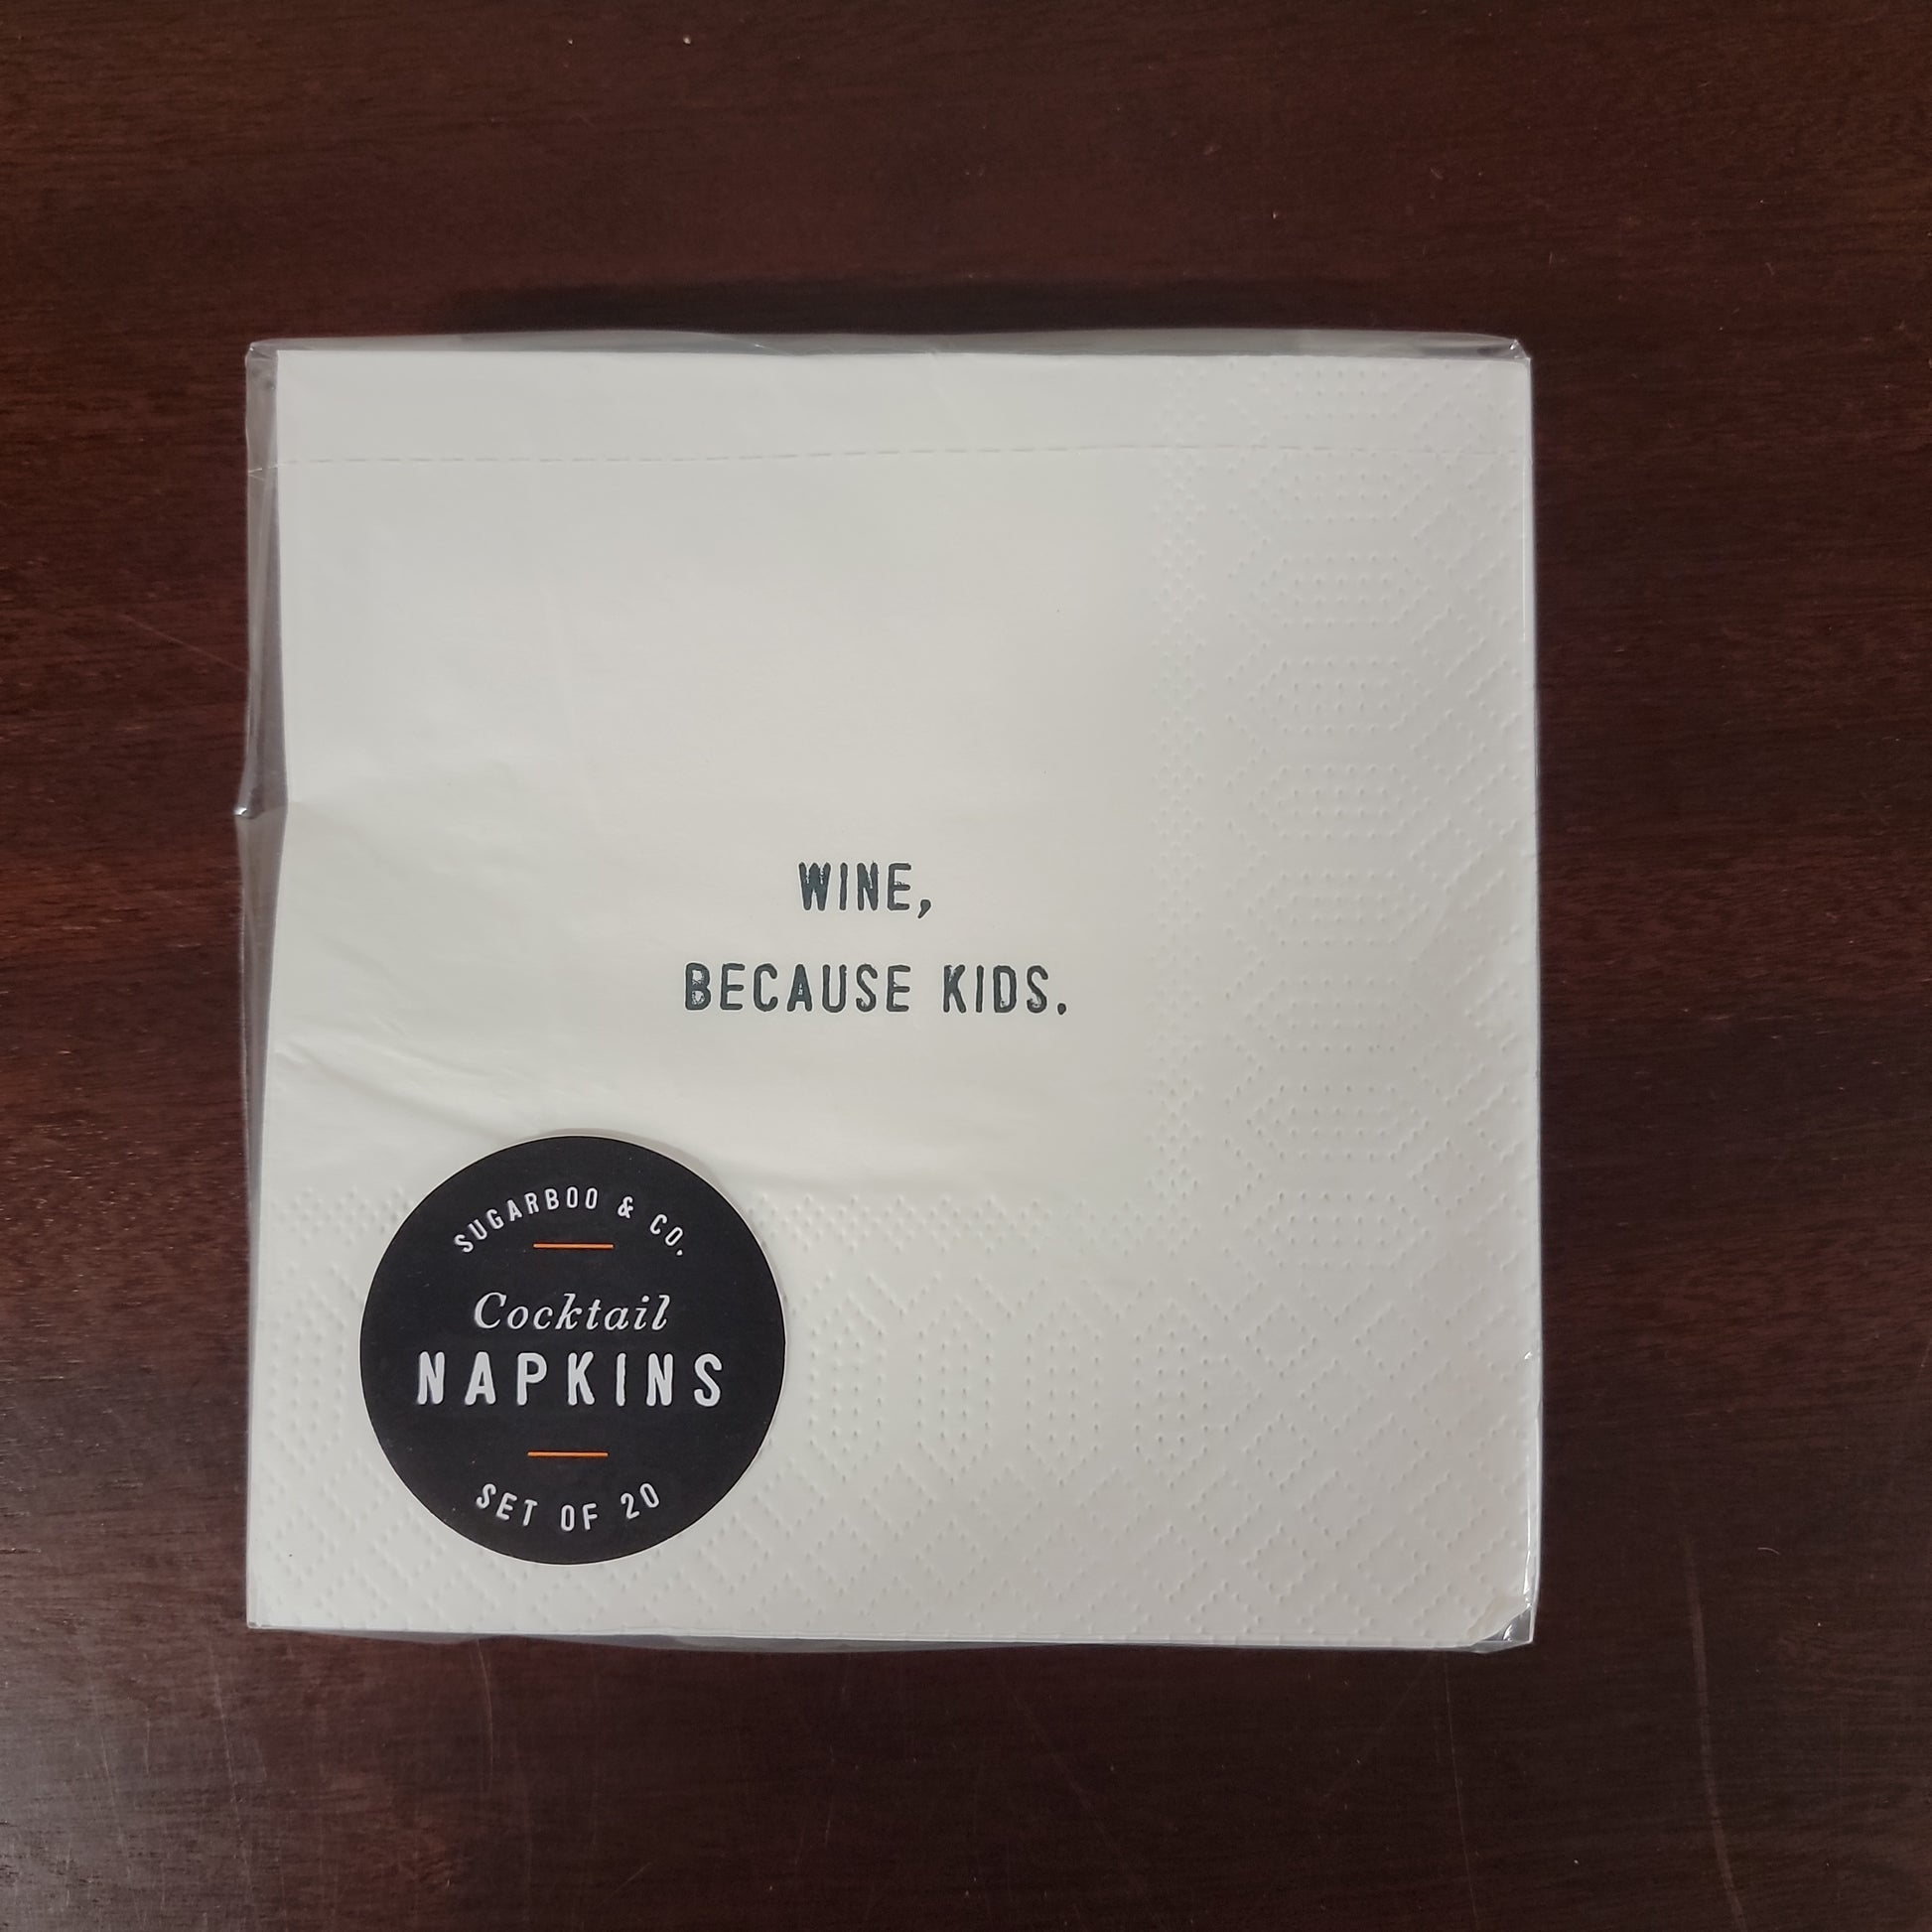 WINE,
BECAUSE KIDS.
SUGARBOO & CO.
Cocktail
NAPKINS
SET OF 20